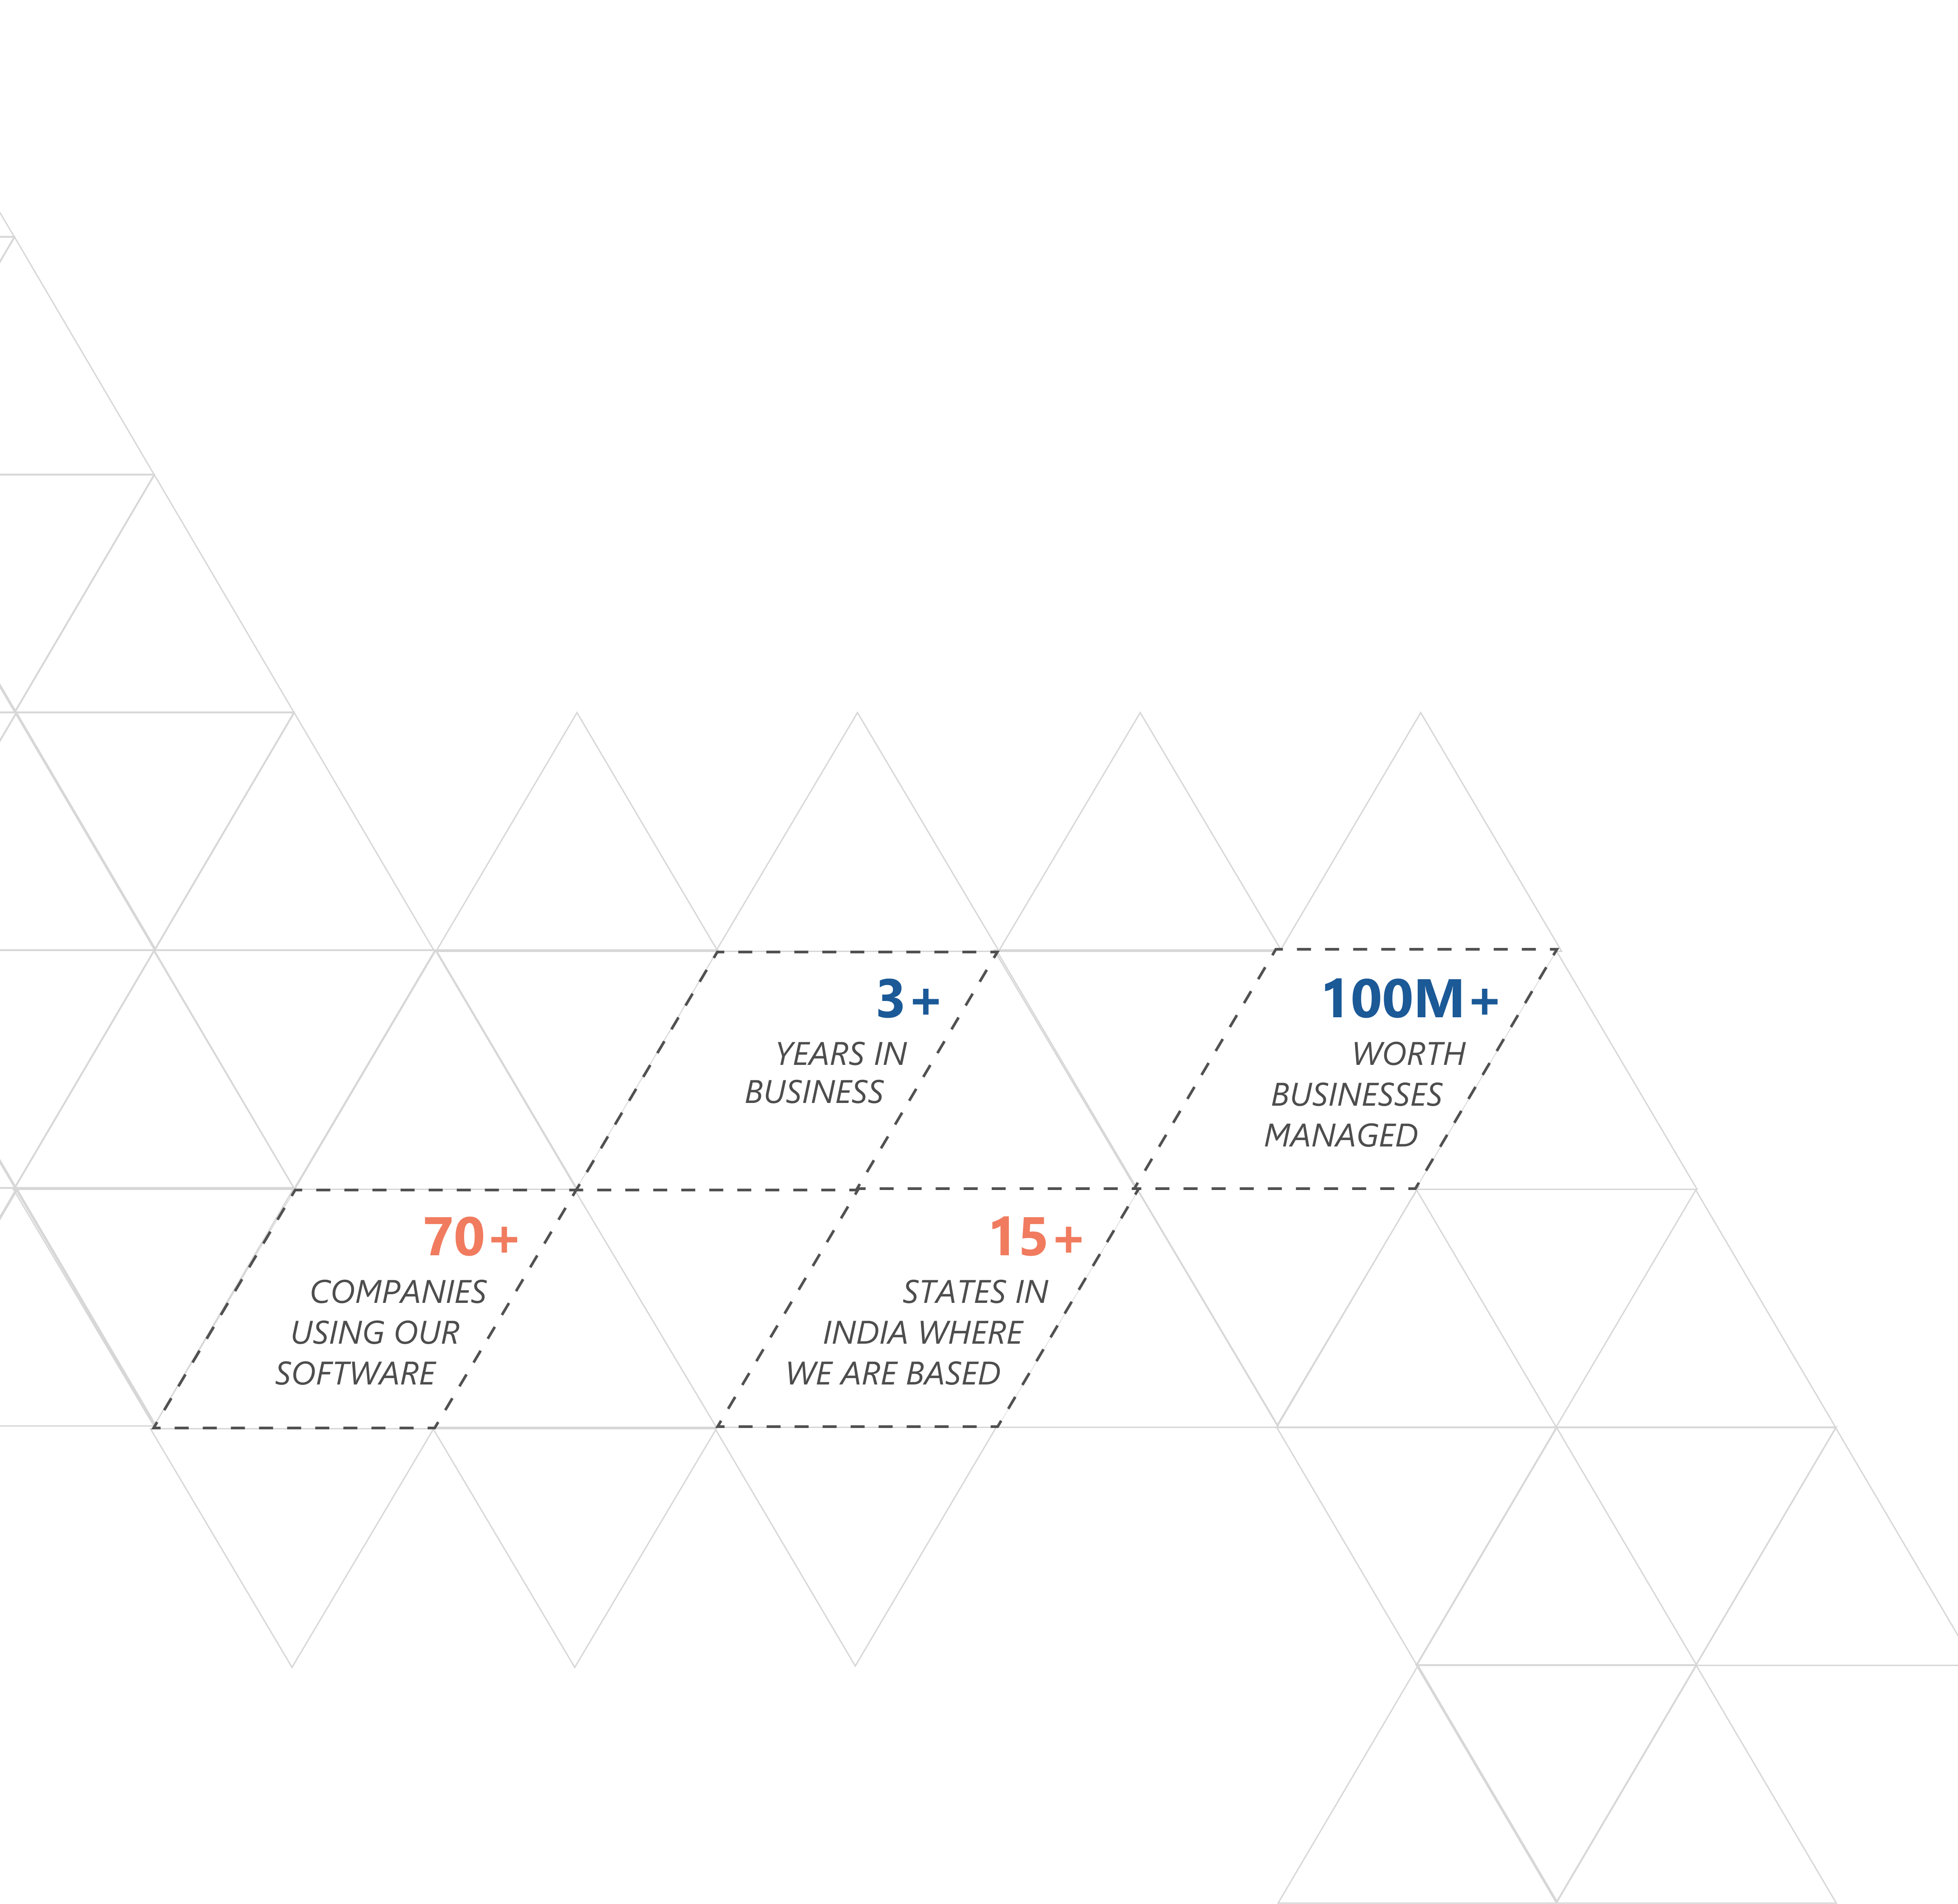 3+
YEARS IN
BUSINESS
100M+
WORTH
BUSINESSES
MANAGED
70+
COMPANIES
USING OUR
SOFTWARE
15+
STATES IN
INDIA WHERE
WE ARE BASED